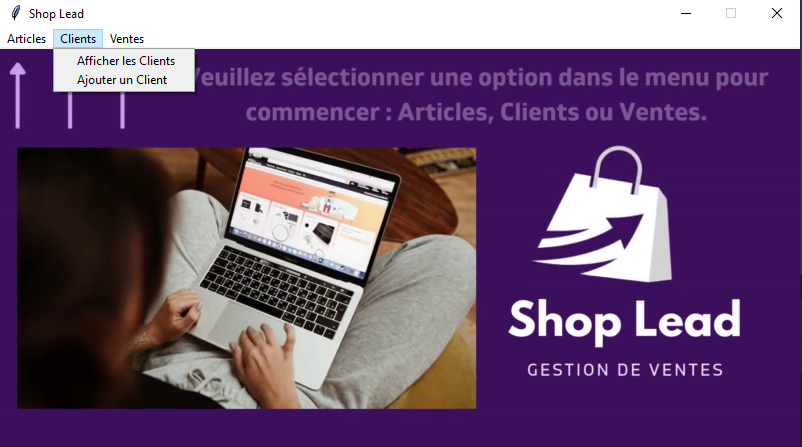 Shop Lead
Articles Clients Ventes
Afficher les Clients
Ajouter un Client
Veuillez sélectionner une option dans le menu pour
commencer : Articles, Clients ou Ventes.
Shop Lead
GESTION DE VENTES